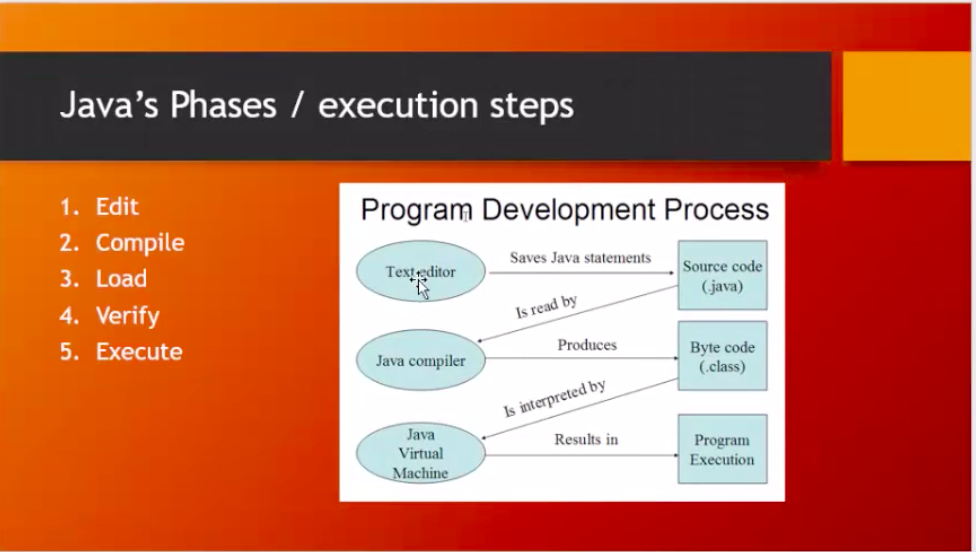 Java's Phases / execution steps
1. Edit
2. Compile
3. Load
4. Verify
5. Execute
Program Development Process
Text editor
Saves Java statements
Source code
(.java)
Is read by
Java compiler
Produces
Byte code
(.class)
Is interpreted by
Java
Virtual
Machine
Results in
Program
Execution